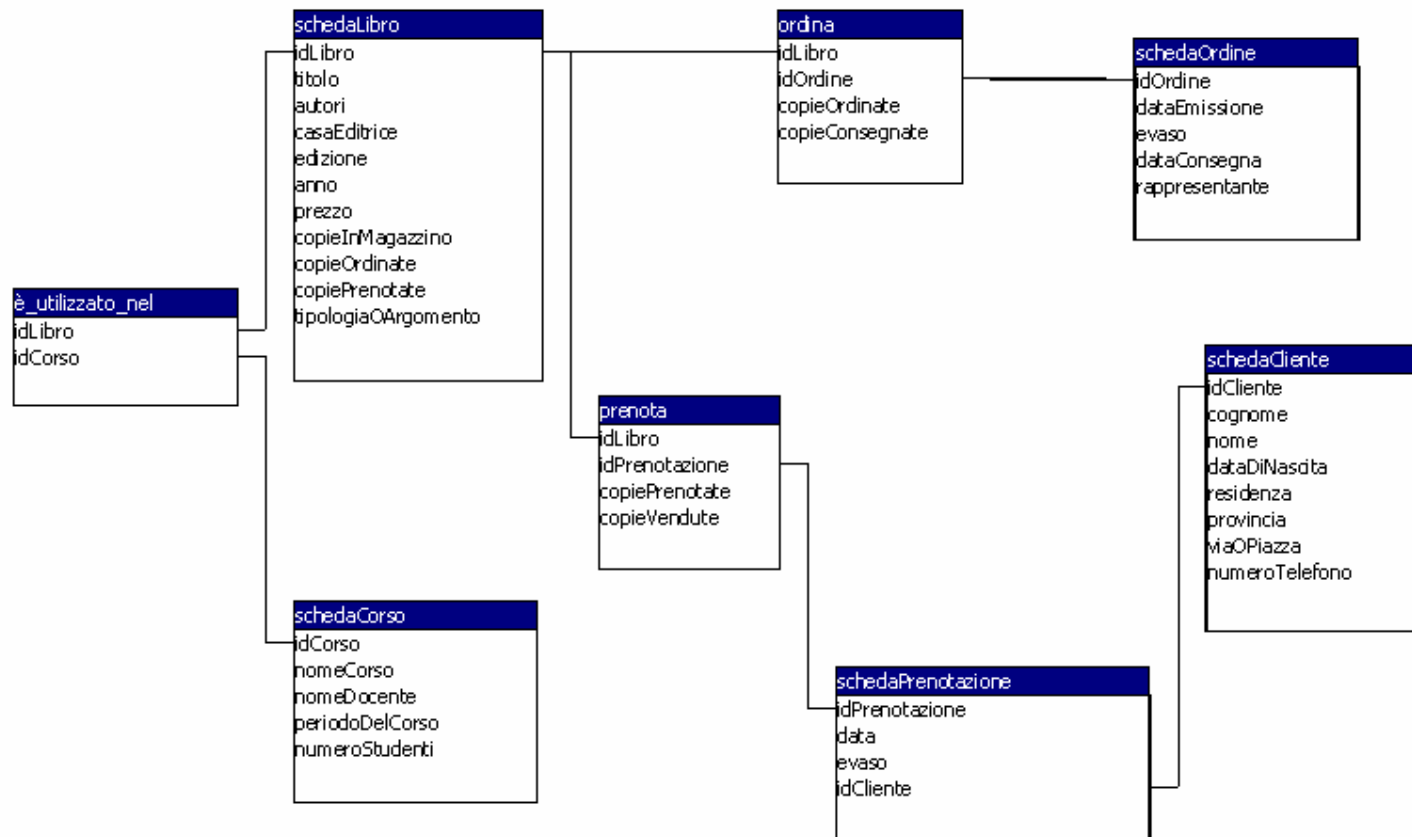 schedaLibro
idLibro
titolo
autori
casaEditrice
edizione
anno
prezzo
copieInMagazzino
copieOrdinate
copiePrenotate
tipologiaOArgomento
ordina
idLibro
idOrdine
copieOrdinate
copieConsegnate
schedaOrdine
idOrdine
dataEmissione
evaso
dataConsegna
rappresentante
è_utilizzato_nel
idLibro
idCorso
schedaCliente
idCliente
cognome
nome
dataDiNascita
residenza
provincia
viaOPiazza
numeroTelefono
prenota
idLibro
idPrenotazione
copiePrenotate
copieVendute
schedaCorso
idCorso
nomeCorso
nomeDocente
periodoDelCorso
numeroStudenti
schedaPrenotazione
idPrenotazione
data
evaso
idCliente